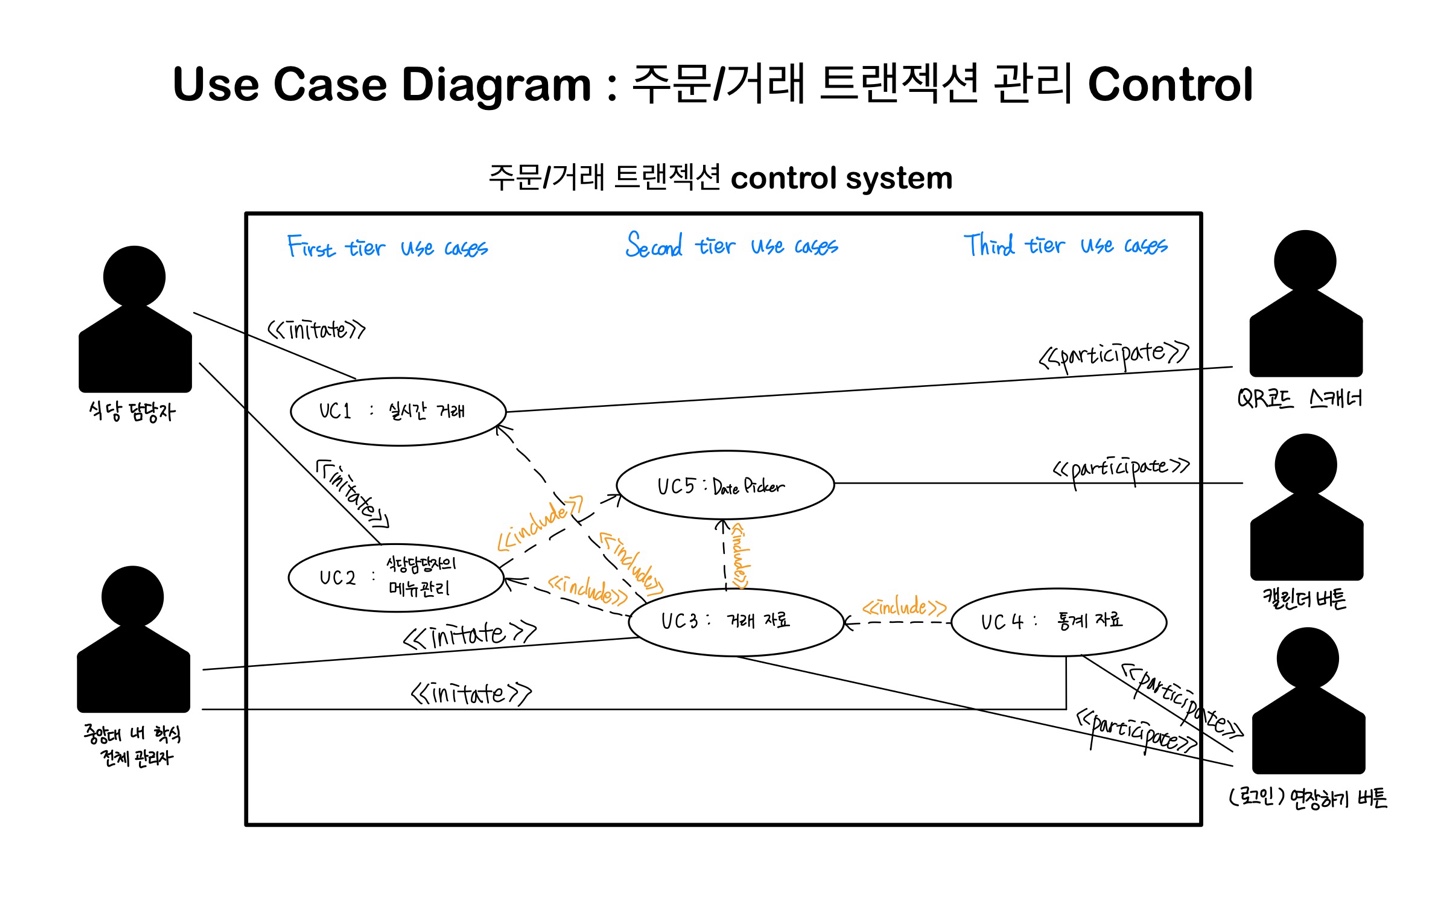 Use Case Diagram : 주문/거래 트랜젝션 관리 Control
주문/거래 트랜젝션 control system
First tier use cases
Second tier use cases
Third tier use cases
식당 담당자
<<initate>>
<<initate>>
UC1 : 실시간 거래
<<participate>>
QR코드 스캐너
UC5 : Date Picker
<<participate>>
캘린더 버튼
<<include>>
<<include>>
<<include>>
<<include>>
UC2 : 식당담당자의
메뉴관리
<<initate>>
UC3 : 거래 자료
<<include>>
UC4 : 통계 자료
<<initate>>
<<participate>>
<<participate>>
중앙대 내 학식
전체 관리자
(로그인) 연장하기 버튼